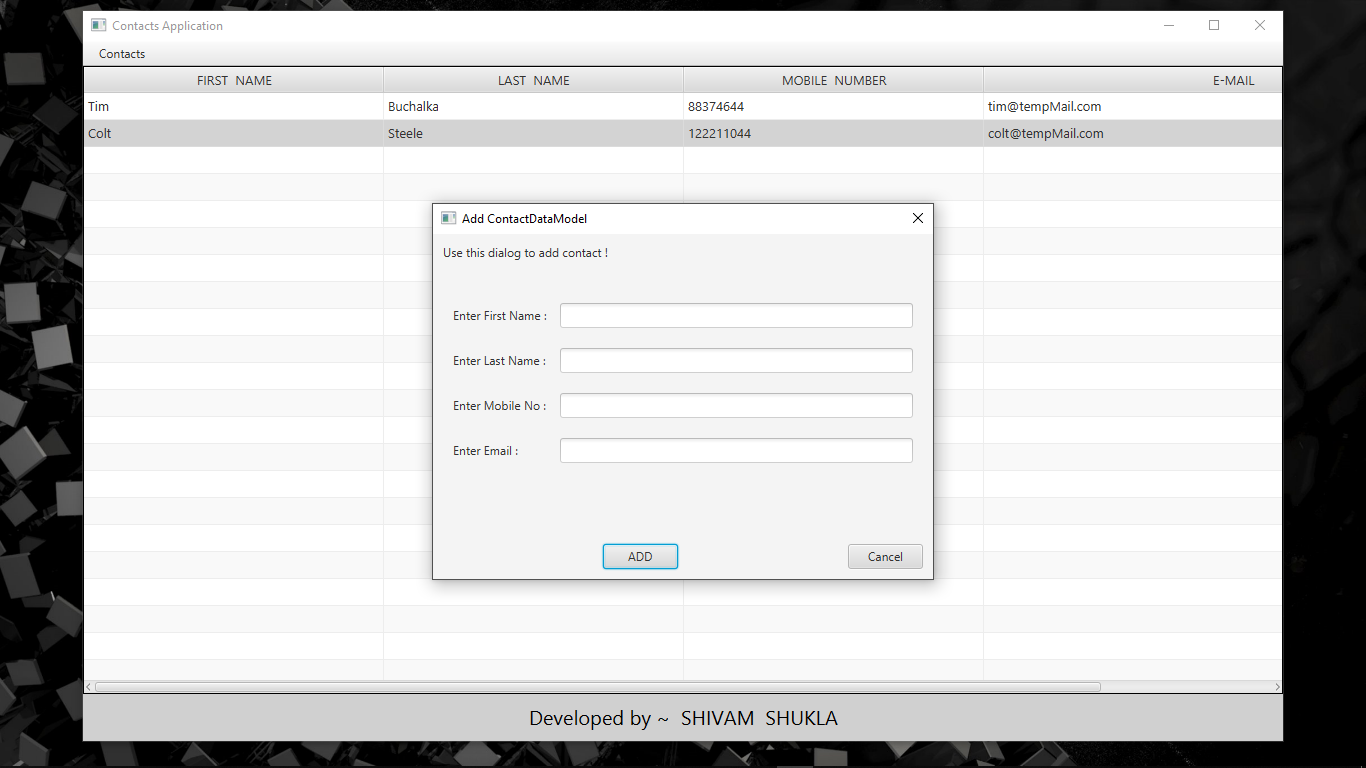 Contacts Application
Contacts
FIRST NAME LAST NAME MOBILE NUMBER E-MAIL
Tim Buchalka 88374644 tim@tempMail.com
Colt Steele 122211044 colt@tempMail.com
Add ContactDataModel
Use this dialog to add contact !
Enter First Name :
Enter Last Name :
Enter Mobile No :
Enter Email :
ADD Cancel
Developed by ~ SHIVAM SHUKLA